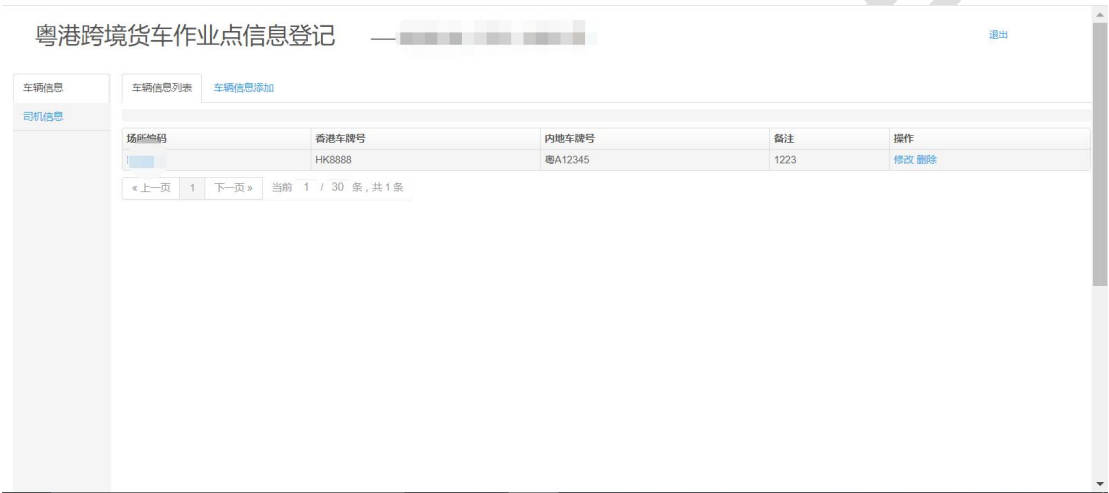 粤港跨境货车作业点信息登记 —
退出
车辆信息
司机信息
车辆信息列表 车辆信息添加
场所编码 香港车牌号 内地车牌号 备注 操作
HK8888 粤A12345 1223 修改 删除
« 上一页 1 下一页 » 当前 1 / 30 条 , 共 1 条